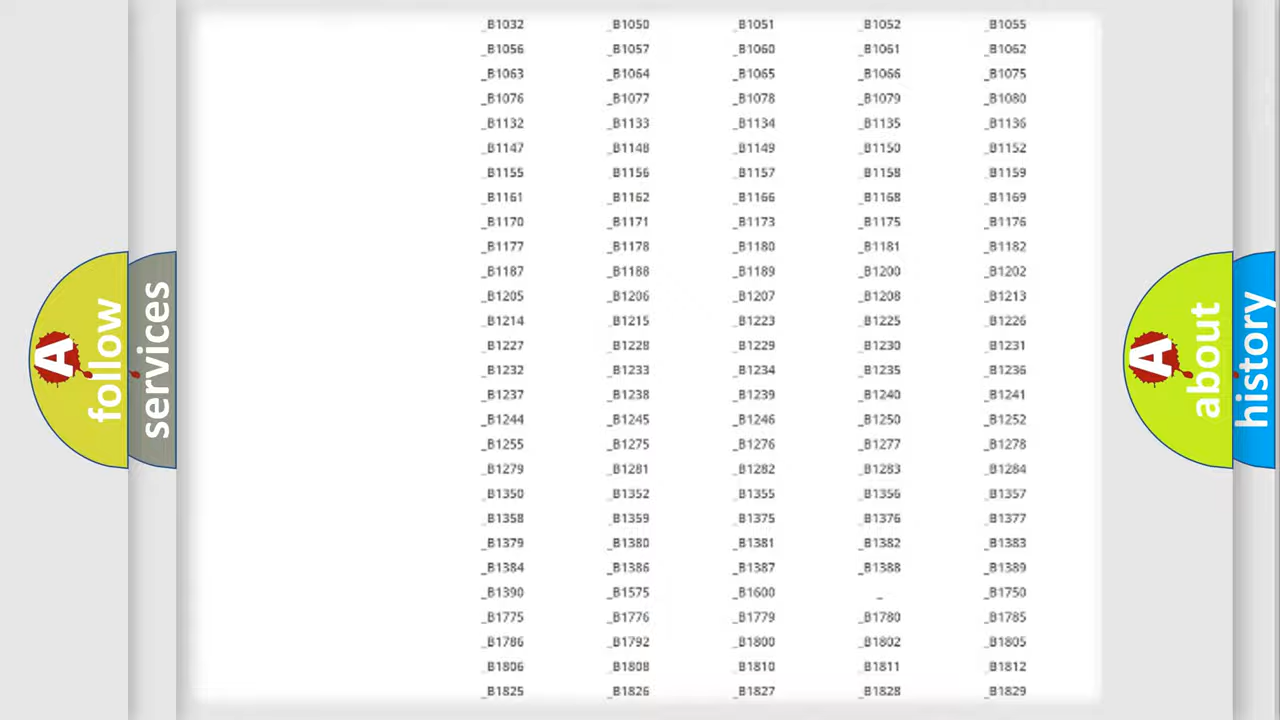 _B1032 _B1050 _B1051 _B1052 _B1055
_B1056 _B1057 _B1060 _B1061 _B1062
_B1063 _B1064 _B1065 _B1066 _B1075
_B1076 _B1077 _B1078 _B1079 _B1080
_B1132 _B1133 _B1134 _B1135 _B1136
_B1147 _B1148 _B1149 _B1150 _B1152
_B1155 _B1156 _B1157 _B1158 _B1159
_B1161 _B1162 _B1166 _B1168 _B1169
_B1170 _B1171 _B1173 _B1175 _B1176
_B1177 _B1178 _B1180 _B1181 _B1182
_B1187 _B1188 _B1189 _B1200 _B1202
_B1205 _B1206 _B1207 _B1208 _B1213
_B1214 _B1215 _B1223 _B1225 _B1226
_B1227 _B1228 _B1229 _B1230 _B1231
_B1232 _B1233 _B1234 _B1235 _B1236
_B1237 _B1238 _B1239 _B1240 _B1241
_B1244 _B1245 _B1246 _B1250 _B1252
_B1255 _B1275 _B1276 _B1277 _B1278
_B1279 _B1281 _B1282 _B1283 _B1284
_B1350 _B1352 _B1355 _B1356 _B1357
_B1358 _B1359 _B1375 _B1376 _B1377
_B1379 _B1380 _B1381 _B1382 _B1383
_B1384 _B1386 _B1387 _B1388 _B1389
_B1390 _B1575 _B1600 _ _B1750
_B1775 _B1776 _B1779 _B1780 _B1785
_B1786 _B1792 _B1800 _B1802 _B1805
_B1806 _B1808 _B1810 _B1811 _B1812
_B1825 _B1826 _B1827 _B1828 _B1829
A
follow
services
A
about
history